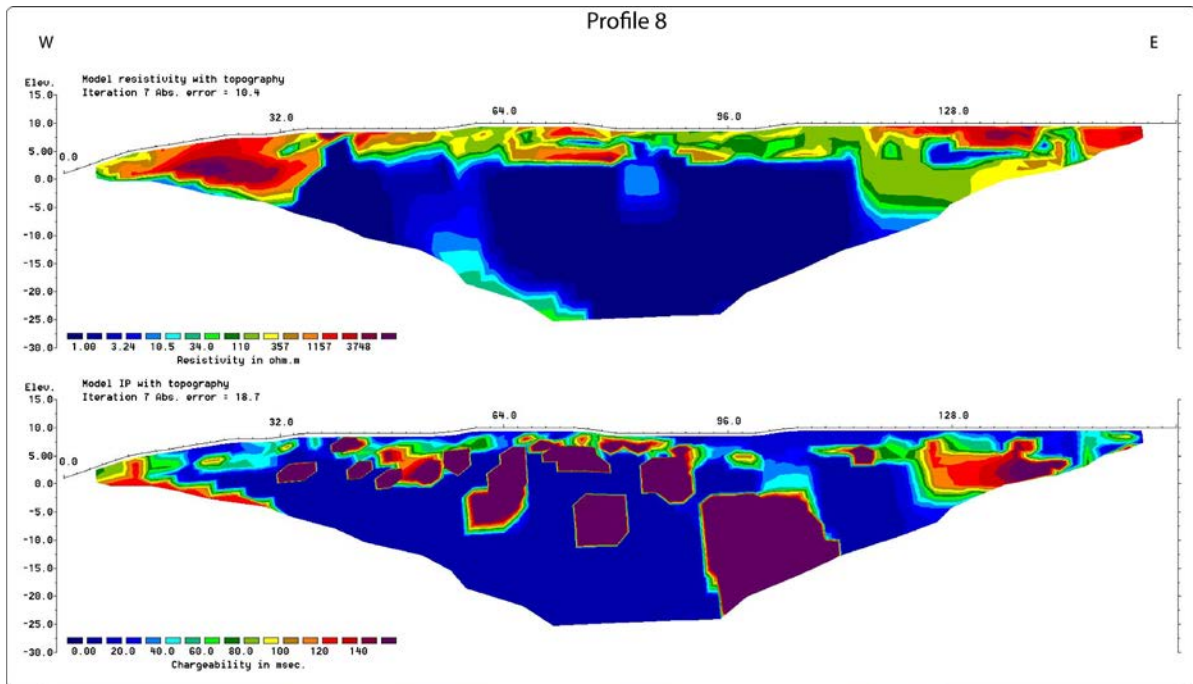 Profile 8
W E
Elev. Model resistivity with topography
15.0 Iteration 7 Abs. error = 10.4
64.0
10.0 32.0 96.0 128.0
5.00
0.0
0.0
-5.0
-10.0
-15.0
-20.0
-25.0
1.00 3.24 10.5 34.0 110 357 1157 3748
-30.0
Resistivity in ohm.m
Elev. Model IP with topography
15.0 Iteration 7 Abs. error = 18.7
64.0
10.0 32.0 96.0 128.0
5.00
0.0
0.0
-5.0
-10.0
-15.0
-20.0
-25.0
0.00 20.0 40.0 60.0 80.0 100 120 140
-30.0
Chargeability in msec.